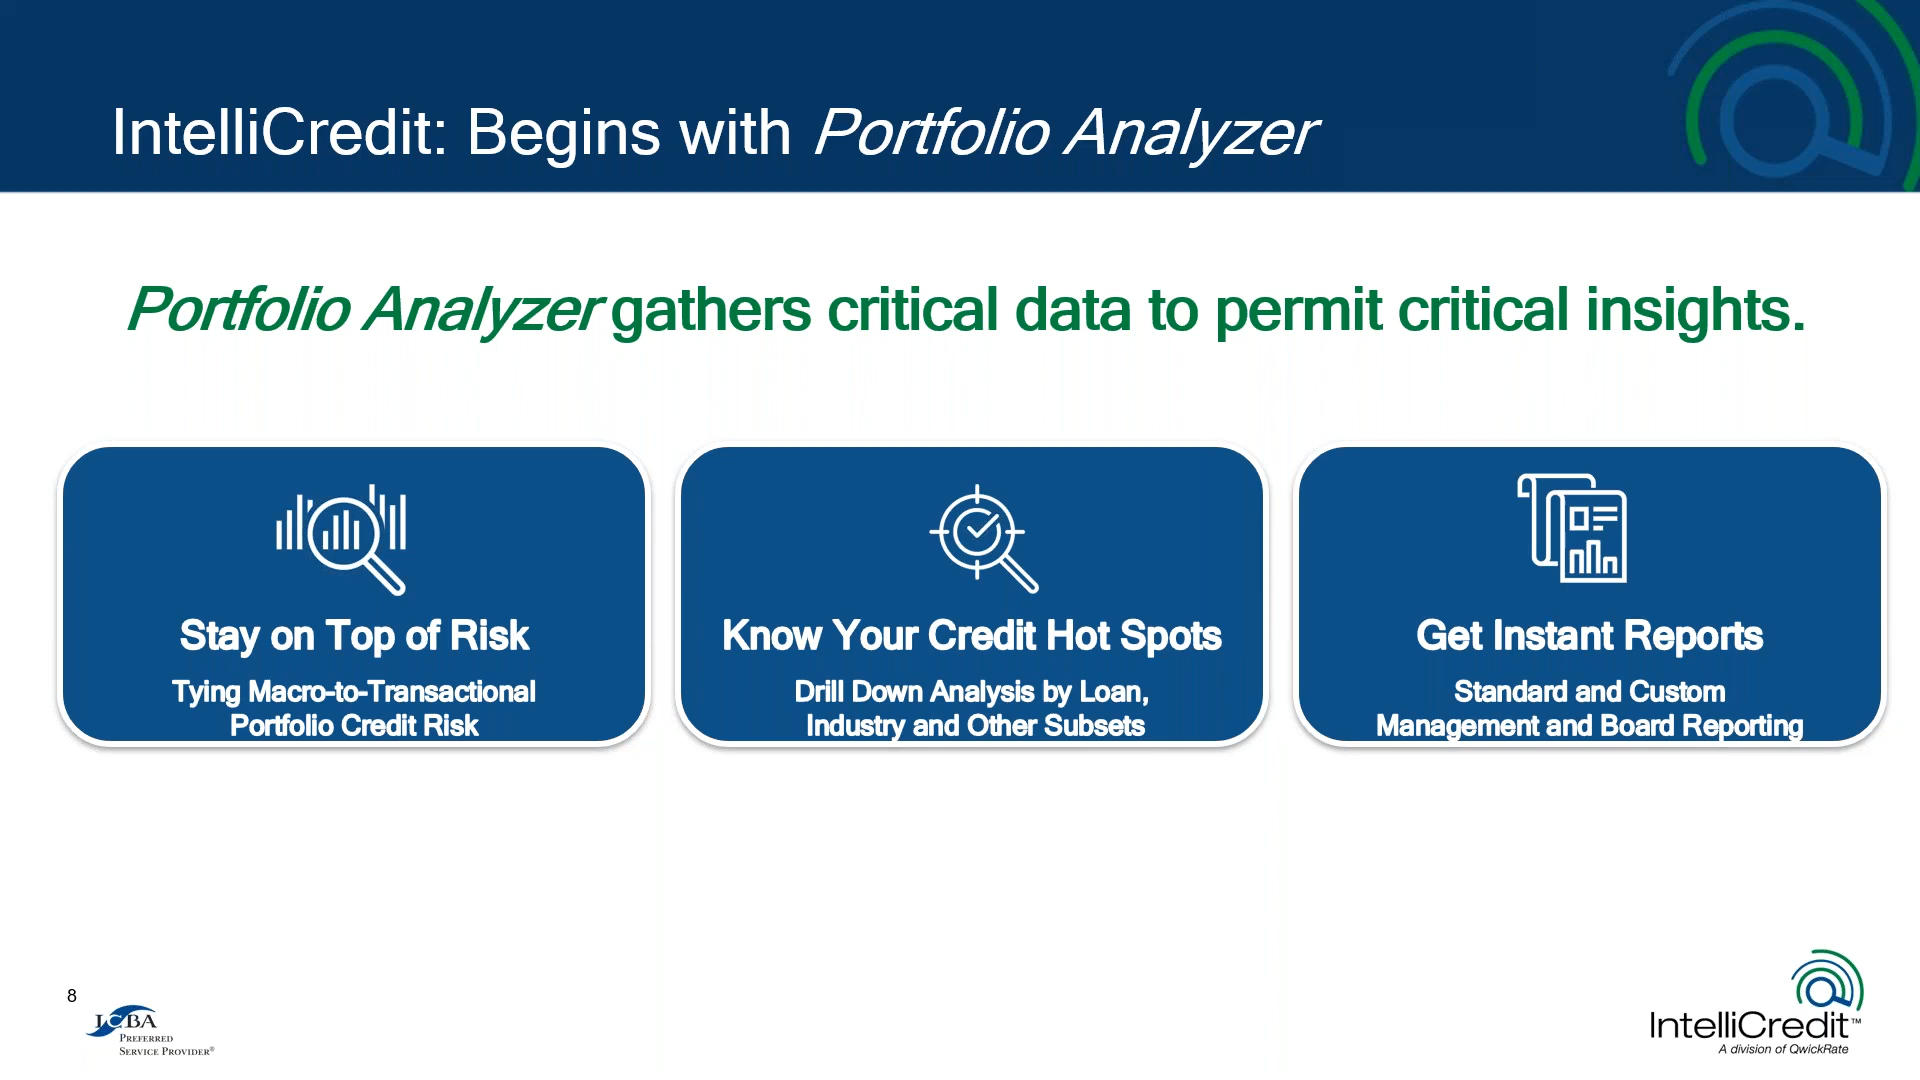 IntelliCredit: Begins with Portfolio Analyzer
Portfolio Analyzer gathers critical data to permit critical insights.
Stay on Top of Risk
Tying Macro-to-Transactional
Portfolio Credit Risk
Know Your Credit Hot Spots
Drill Down Analysis by Loan,
Industry and Other Subsets
Get Instant Reports
Standard and Custom
Management and Board Reporting
8
ICBA
PREFERRED
SERVICE PROVIDER®
IntelliCredit™
A division of QwickRate